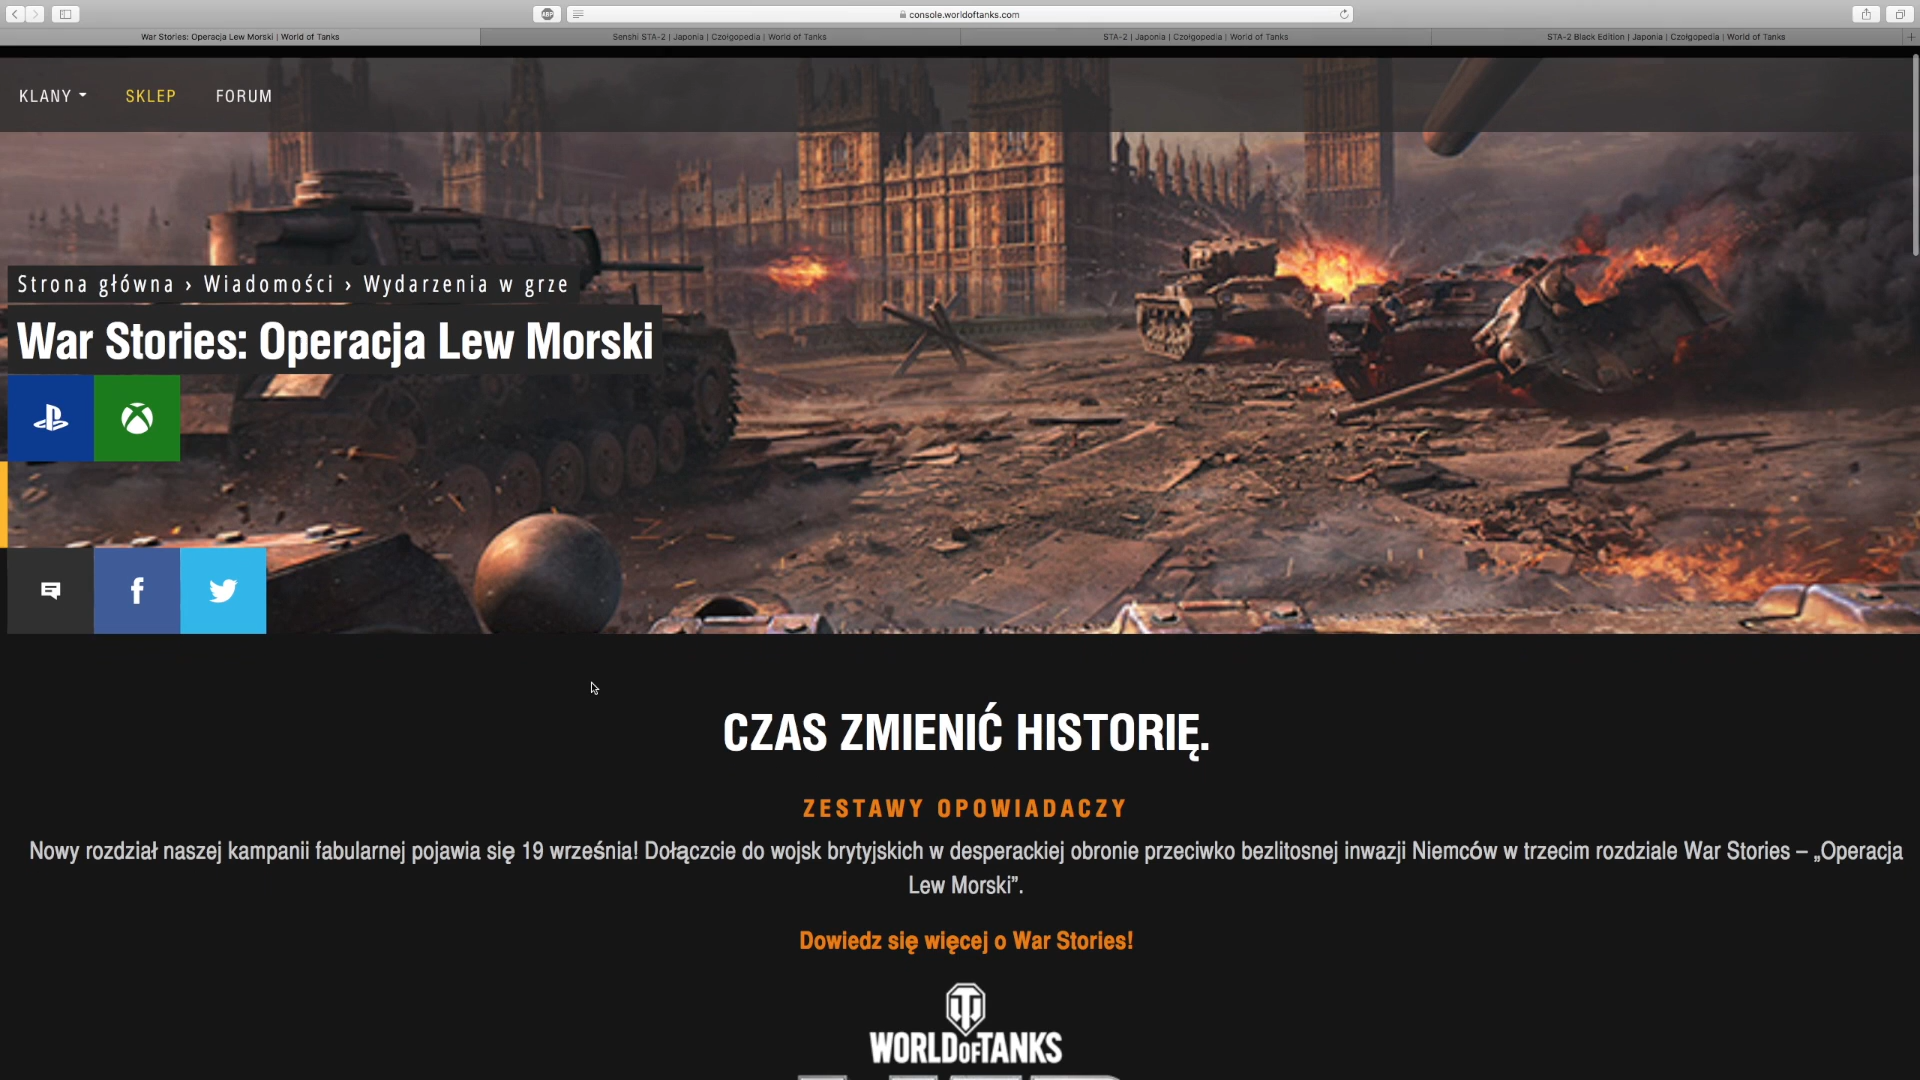 console.worldoftanks.com
War Stories: Operacja Lew Morski | World of Tanks
Senshi STA-2 | Japonia | Czołgopedia | World of Tanks
STA-2 | Japonia | Czołgopedia | World of Tanks
STA-2 Black Edition | Japonia | Czołgopedia | World of Tanks
KLANY SKLEP FORUM
Strona główna › Wiadomości › Wydarzenia w grze
War Stories: Operacja Lew Morski
CZAS ZMIENIĆ HISTORIĘ.
ZESTAWY OPOWIADACZY
Nowy rozdział naszej kampanii fabularnej pojawia się 19 września! Dołączcie do wojsk brytyjskich w desperackiej obronie przeciwko bezlitosnej inwazji Niemców w trzecim rozdziale War Stories – „Operacja
Lew Morski”.
Dowiedz się więcej o War Stories!
WORLD OF TANKS